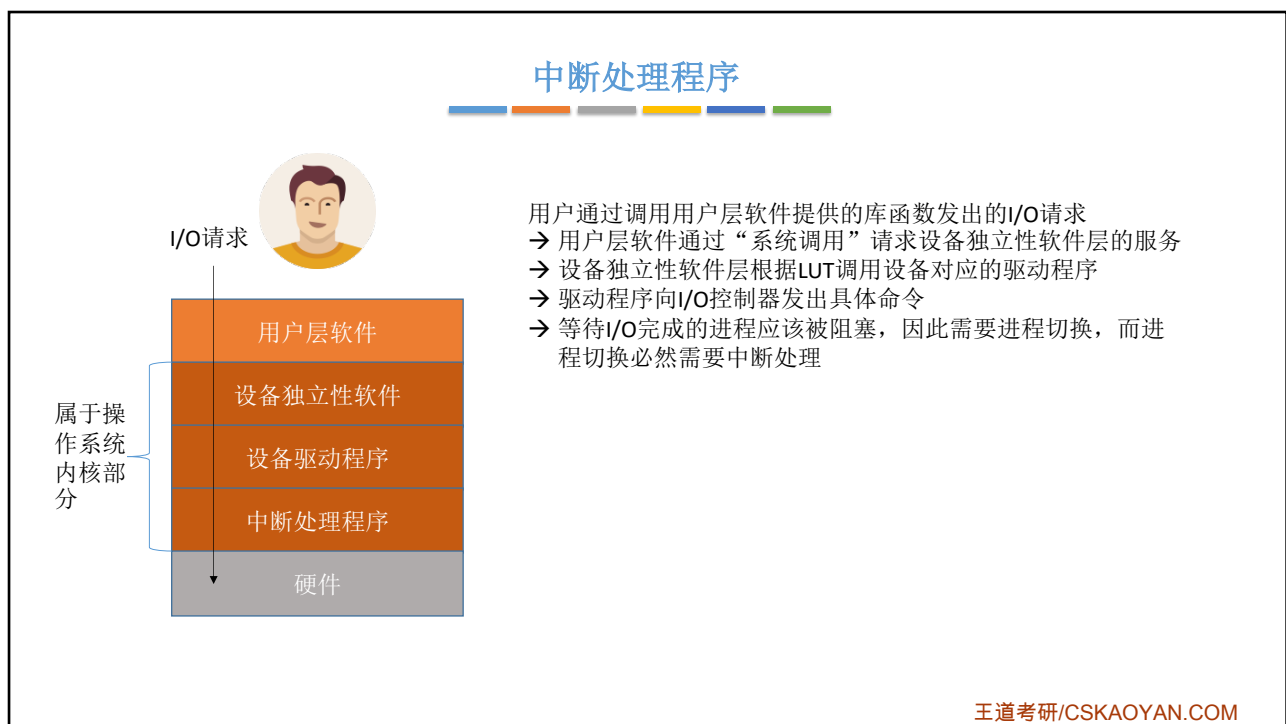 中断处理程序
I/O请求
用户层软件
设备独立性软件
设备驱动程序
中断处理程序
硬件
属于操
作系统
内核部
分
用户通过调用用户层软件提供的库函数发出的I/O请求
→ 用户层软件通过“系统调用”请求设备独立性软件层的服务
→ 设备独立性软件层根据LUT调用设备对应的驱动程序
→ 驱动程序向I/O控制器发出具体命令
→ 等待I/O完成的进程应该被阻塞，因此需要进程切换，而进
程切换必然需要中断处理
王道考研/CSKAOYAN.COM